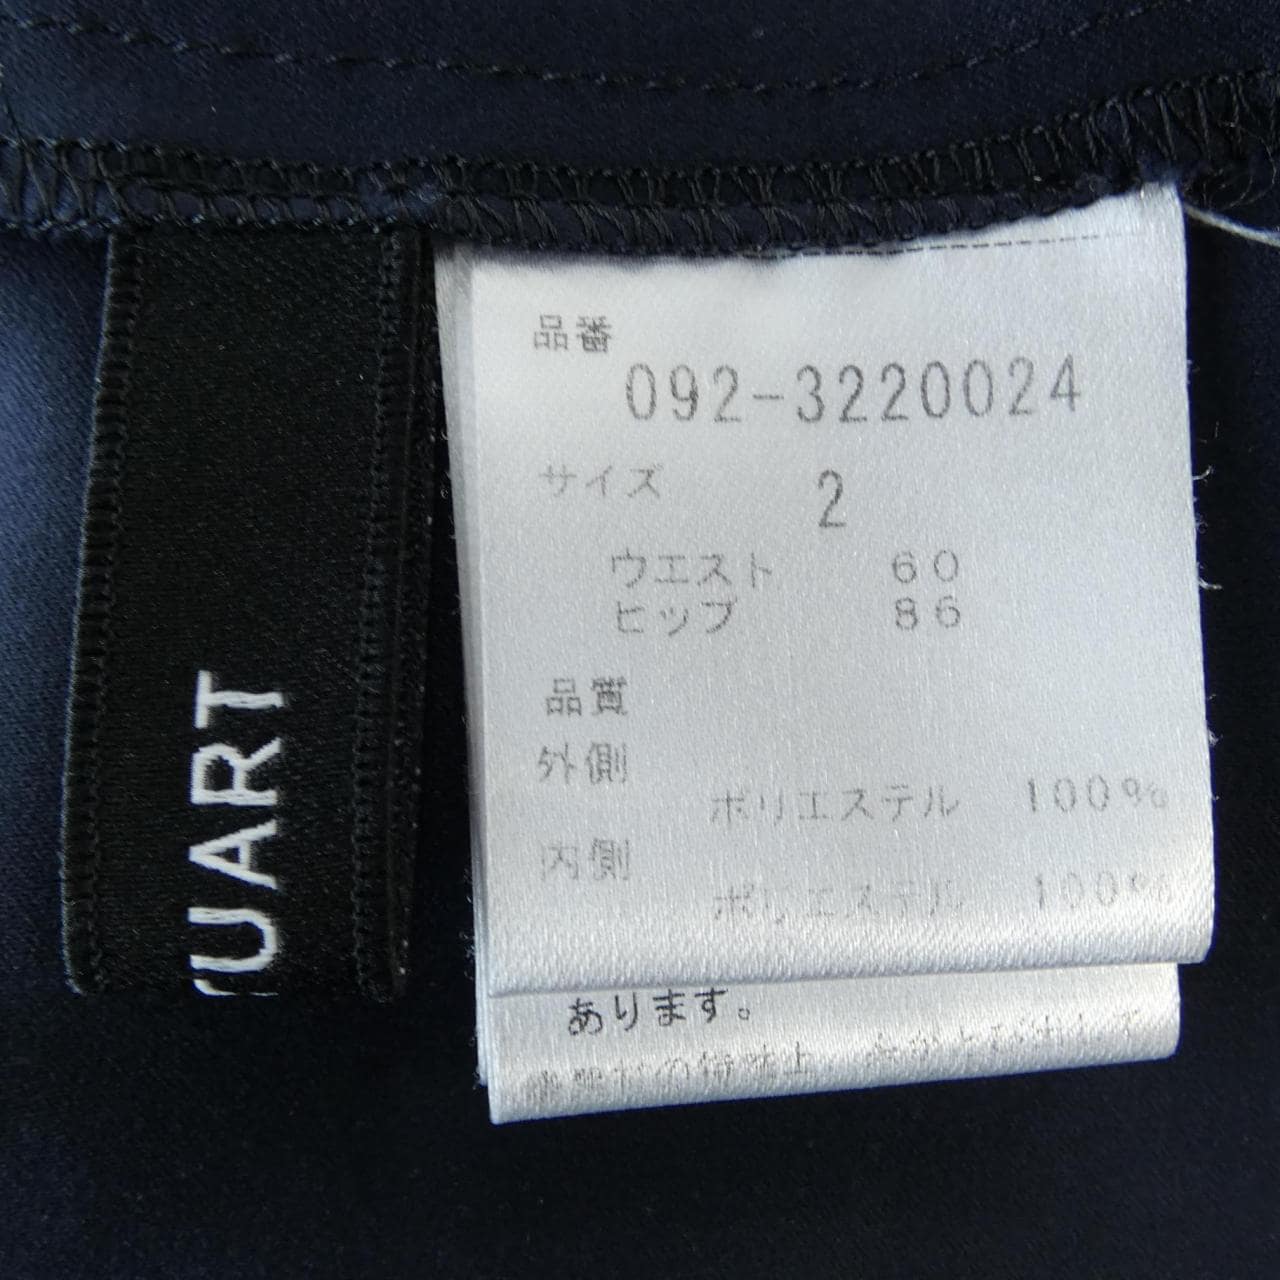 UART
品番
092-3220024
サイズ 2
ウエスト 60
ヒップ 86
品質
外側
ポリエステル 100%
内側
ポリエステル 100%
あります。